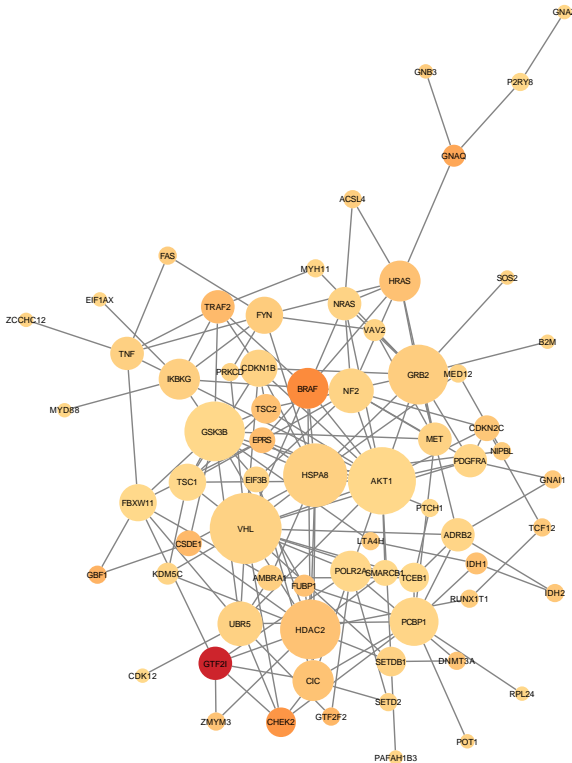 GNAZ
GNB3
P2RY8
GNAQ
ACSL4
FAS
MYH11
HRAS
SOS2
EIF1AX
TRAF2
FYN
NRAS
ZCCHC12
VAV2
B2M
TNF
IKBKG
PRKCD
CDKN1B
BRAF
NF2
GRB2
MED12
MYD88
TSC2
GSK3B
EPRS
MET
CDKN2C
NIPBL
TSC1
EIF3B
HSPA8
AKT1
PDGFRA
GNAI1
FBXW11
PTCH1
VHL
LTA4H
ADRB2
TCF12
CSDE1
GBF1
KDM5C
AMBRA1
FUBP1
POLR2A
SMARCB1
TCEB1
IDH1
IDH2
RUNX1T1
UBR5
HDAC2
PCBP1
GTF2I
SETDB1
DNMT3A
CDK12
CIC
RPL24
SETD2
ZMYM3
CHEK2
GTF2F2
POT1
PAFAH1B3